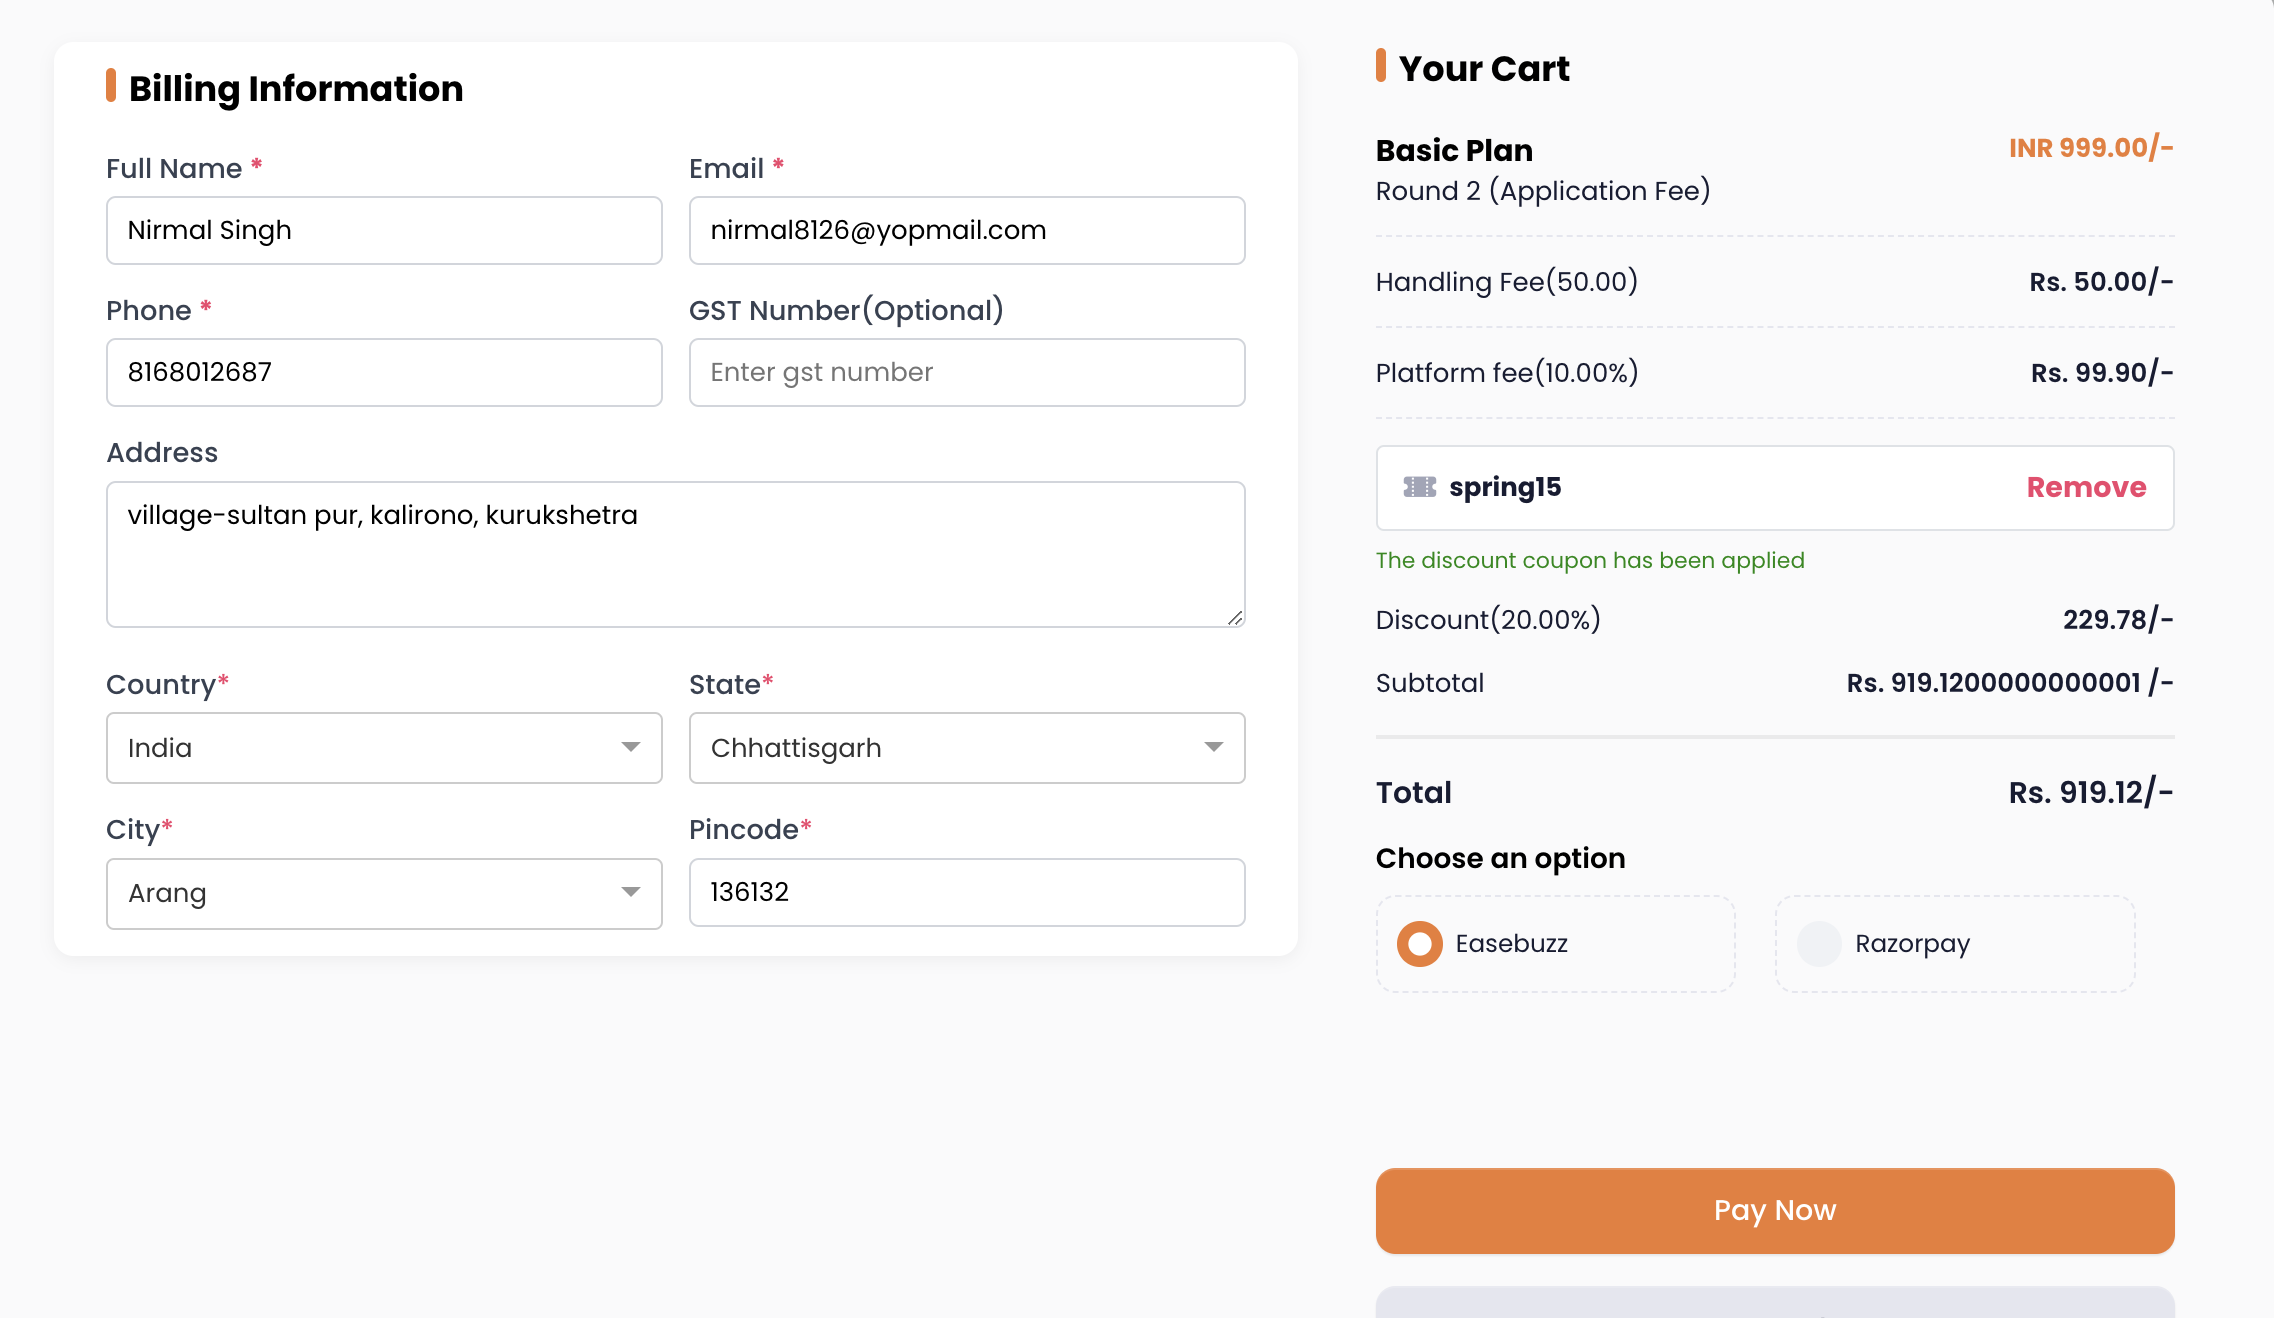 Billing Information
Full Name *
Nirmal Singh
Email *
nirmal8126@yopmail.com
Phone *
8168012687
GST Number(Optional)
Enter gst number
Address
village-sultan pur, kalirono, kurukshetra
Country*
India
State*
Chhattisgarh
City*
Arang
Pincode*
136132
Your Cart
Basic Plan INR 999.00/-
Round 2 (Application Fee)
Handling Fee(50.00) Rs. 50.00/-
Platform fee(10.00%) Rs. 99.90/-
spring15 Remove
The discount coupon has been applied
Discount(20.00%) 229.78/-
Subtotal Rs. 919.1200000000001 /-
Total Rs. 919.12/-
Choose an option
Easebuzz Razorpay
Pay Now